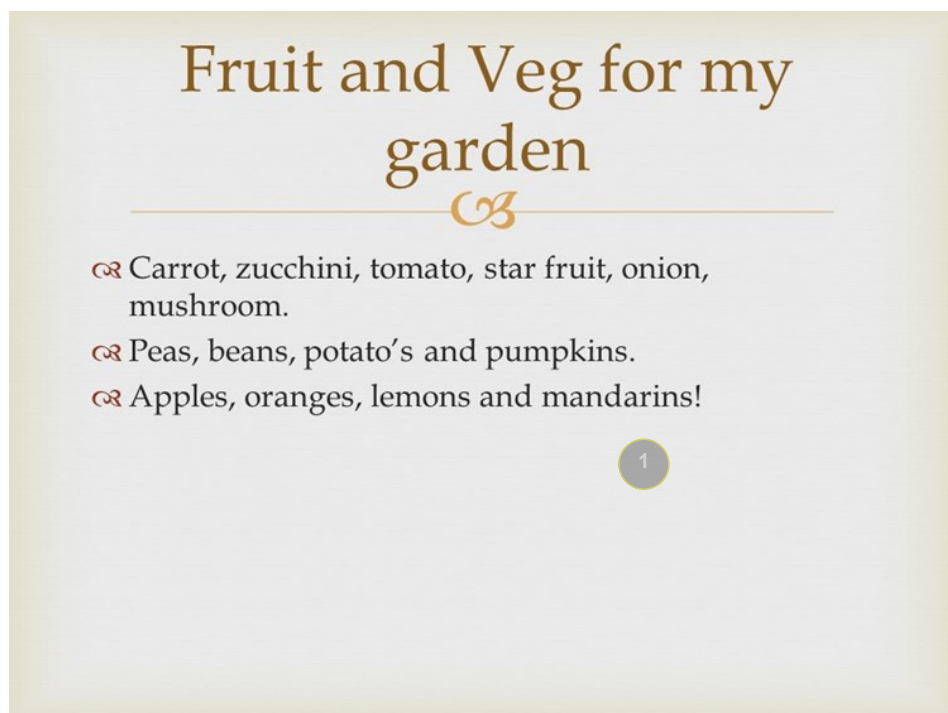 Fruit and Veg for my
garden
Carrot, zucchini, tomato, star fruit, onion,
mushroom.
Peas, beans, potato’s and pumpkins.
Apples, oranges, lemons and mandarins!
1